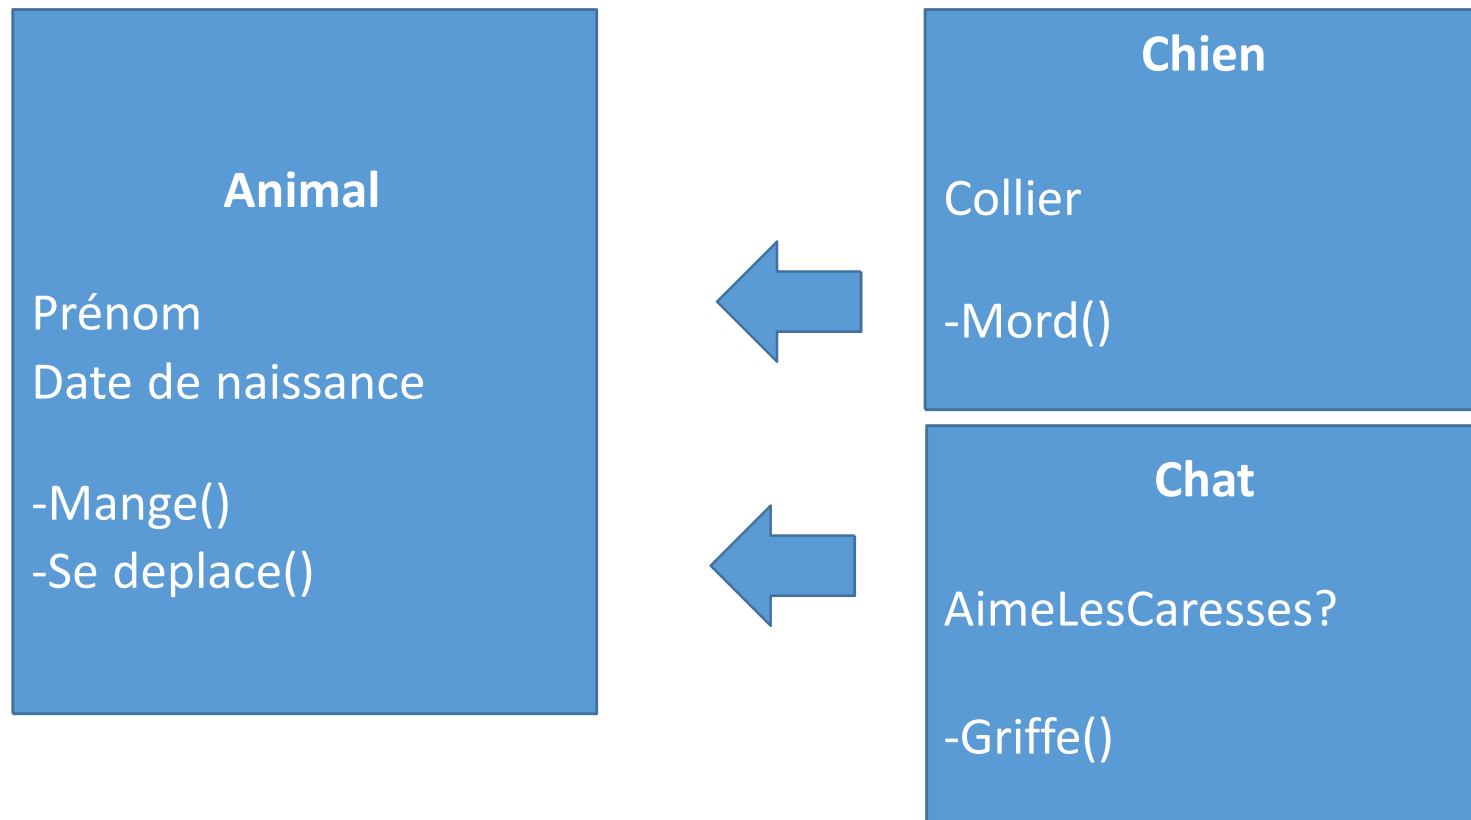 Animal
Prénom
Date de naissance
-Mange()
-Se deplace()
Chien
Collier
-Mord()
Chat
AimeLesCaresses?
-Griffe()